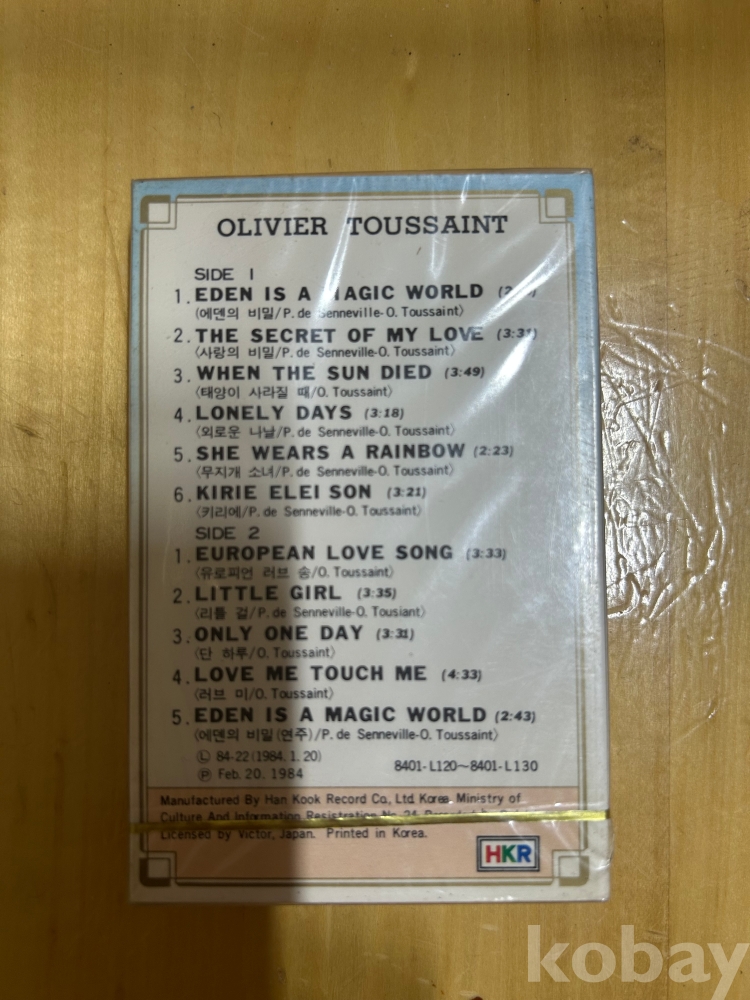 OLIVIER TOUSSAINT
SIDE 1
1. EDEN IS A MAGIC WORLD
(에덴의 비밀/P. de Senneville-O. Toussaint)
2. THE SECRET OF MY LOVE (3:31)
(사랑의 비밀/P. de Senneville-O. Toussaint)
3. WHEN THE SUN DIED (3:49)
(태양이 사라질 때/O. Toussaint)
4. LONELY DAYS (3:18)
(외로운 나날/P. de Senneville-O. Toussaint)
5. SHE WEARS A RAINBOW (2:23)
(무지개 소녀/P. de Senneville-O. Toussaint)
6. KIRIE ELEI SON (3:21)
(키리에/P. de Senneville-O. Toussaint)
SIDE 2
1. EUROPEAN LOVE SONG (3:33)
(유로피언 러브 송/O. Toussaint)
2. LITTLE GIRL (3:35)
(리틀 걸/P. de Senneville-O. Tousiant)
3. ONLY ONE DAY (3:31)
(단 하루/O. Toussaint)
4. LOVE ME TOUCH ME (4:33)
(러브 미/O. Toussaint)
5. EDEN IS A MAGIC WORLD (2:43)
(에덴의 비밀(연주)/P. de Senneville-O. Toussaint)
Ⓛ 84-22 (1984. 1. 20)
Ⓟ Feb. 20. 1984
8401-L120~8401-L130
Manufactured By Han Kook Record Co., Ltd. Korea. Ministry of
Culture And Information Registration No. 24
Licensed by Victor, Japan. Printed in Korea.
HKR
kobay